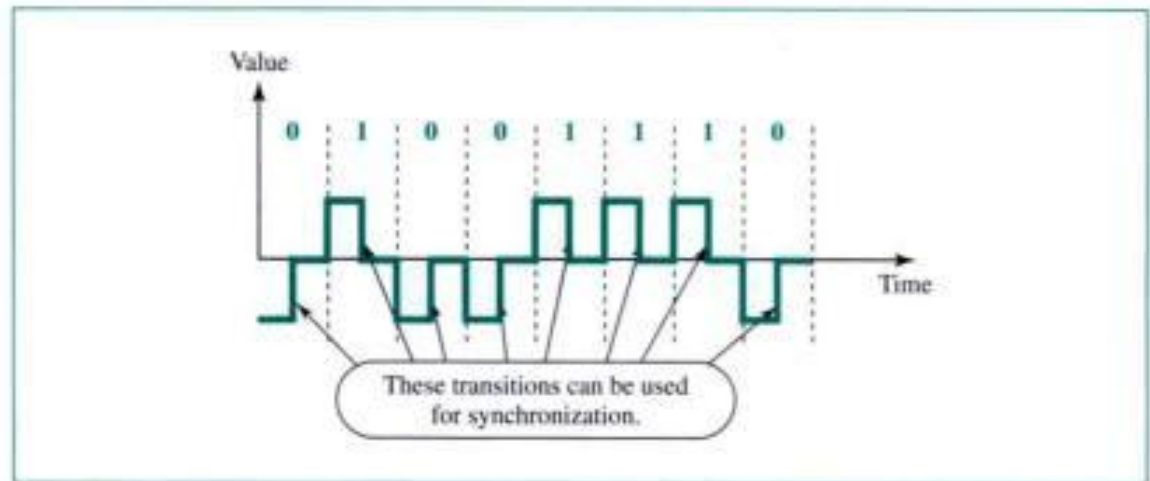 Value
0 1 0 0 1 1 1 0
Time
These transitions can be used
for synchronization.